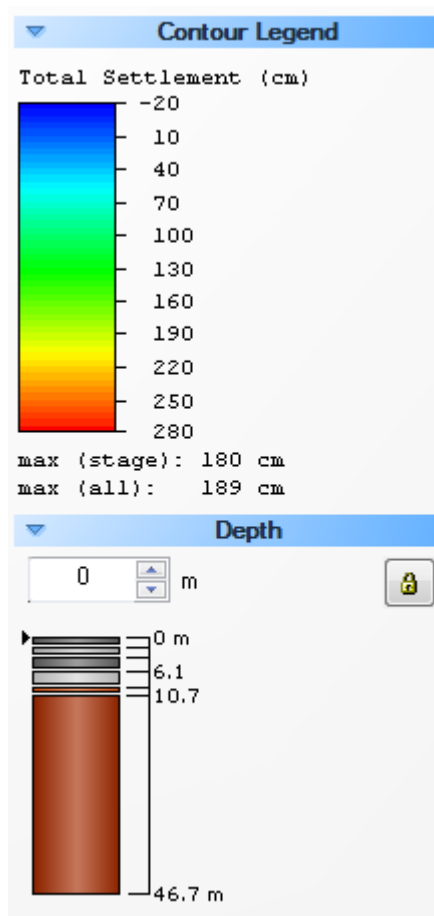 Contour Legend
Total Settlement (cm)
-20
10
40
70
100
130
160
190
220
250
280
max (stage): 180 cm
max (all): 189 cm
Depth
0 m
0 m
6.1
10.7
46.7 m